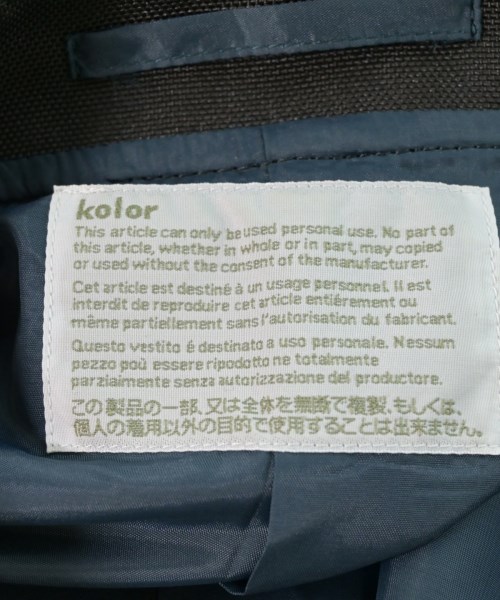 kolor
This article can only be used personal use. No part of
this article, whether in whole or in part, may copied
or used without the consent of the manufacturer.
Cet article est destiné à un usage personnel. Il est
interdit de reproduire cet article entiérement ou
même partiellement sans l'autorisation du fabricant.
Questo vestito é destinato a uso personale. Nessum
pezzo poù essere ripodotto ne totalmente
parziaimente senza autorizzazione del productore.
この製品の一部、又は全体を無断で複製、もしくは、
個人の着用以外の目的で使用することは出来ません。